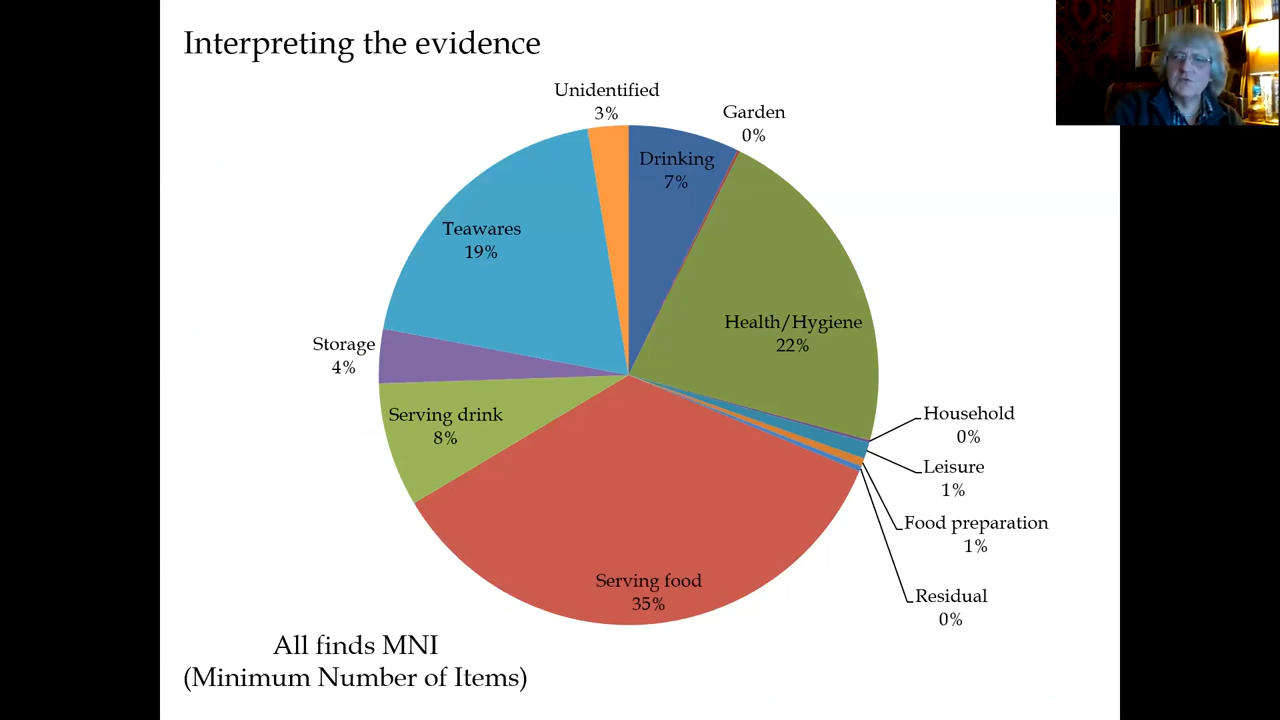 Interpreting the evidence
Unidentified
3%
Garden
0%
Drinking
7%
Teawares
19%
Health/Hygiene
22%
Storage
4%
Serving drink
8%
Household
0%
Leisure
1%
Food preparation
1%
Serving food
35%
Residual
0%
All finds MNI
(Minimum Number of Items)